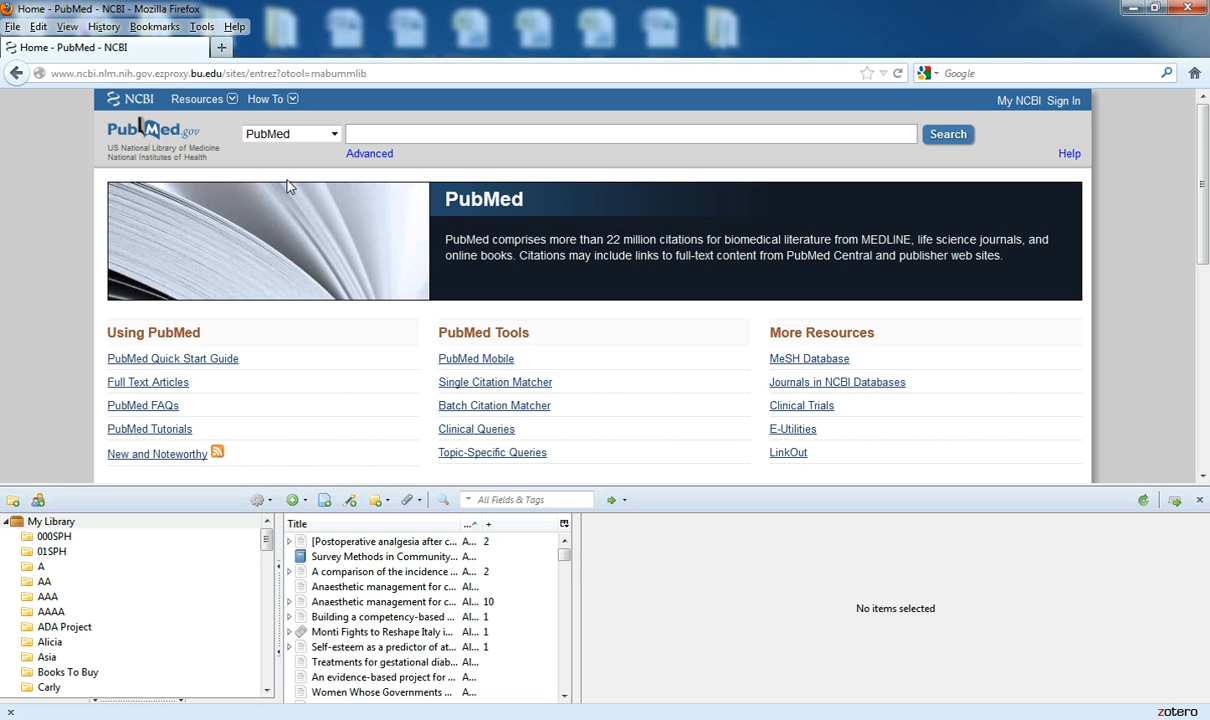 Home - PubMed - NCBI - Mozilla Firefox
File Edit View History Bookmarks Tools Help
Home - PubMed - NCBI
www.ncbi.nlm.nih.gov.ezproxy.bu.edu/sites/entrez?otool=mabummlib
Google
NCBI Resources How To My NCBI Sign In
PubMed.gov
US National Library of Medicine
National Institutes of Health
PubMed Search
Advanced Help
PubMed
PubMed comprises more than 22 million citations for biomedical literature from MEDLINE, life science journals, and
online books. Citations may include links to full-text content from PubMed Central and publisher web sites.
Using PubMed PubMed Tools More Resources
PubMed Quick Start Guide PubMed Mobile MeSH Database
Full Text Articles Single Citation Matcher Journals in NCBI Databases
PubMed FAQs Batch Citation Matcher Clinical Trials
PubMed Tutorials Clinical Queries E-Utilities
New and Noteworthy Topic-Specific Queries LinkOut
All Fields & Tags
My Library
000SPH
01SPH
A
AA
AAA
AAAA
ADA Project
Alicia
Asia
Books To Buy
Carly
Title ... +
[Postoperative analgesia after c... A... 2
Survey Methods in Community... A...
A comparison of the incidence ... A... 2
Anaesthetic management for c... Al...
Anaesthetic management for c... Al... 10
Building a competency-based ... Al... 1
Monti Fights to Reshape Italy i... Al... 1
Self-esteem as a predictor of at... Al... 1
Treatments for gestational diab... Al...
An evidence-based project for ... Al...
Women Whose Governments ... Al...
No items selected
zotero